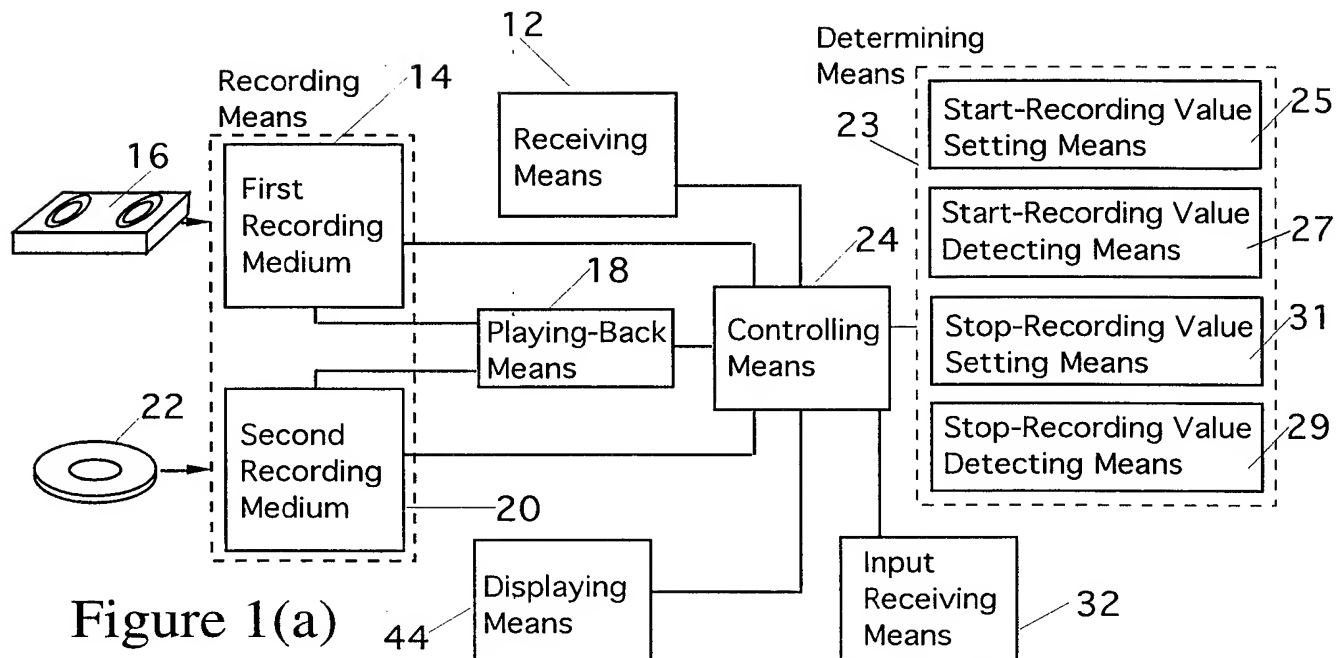 12
Determining
Means
Recording
Means
14
Start-Recording Value
Setting Means
25
23
16
Receiving
Means
First
Recording
Medium
Start-Recording Value
Detecting Means
27
24
18
Playing-Back
Means
Controlling
Means
Stop-Recording Value
Setting Means
31
22
Second
Recording
Medium
20
Stop-Recording Value
Detecting Means
29
Displaying
Means
44
Input
Receiving
Means
32
Figure 1(a)